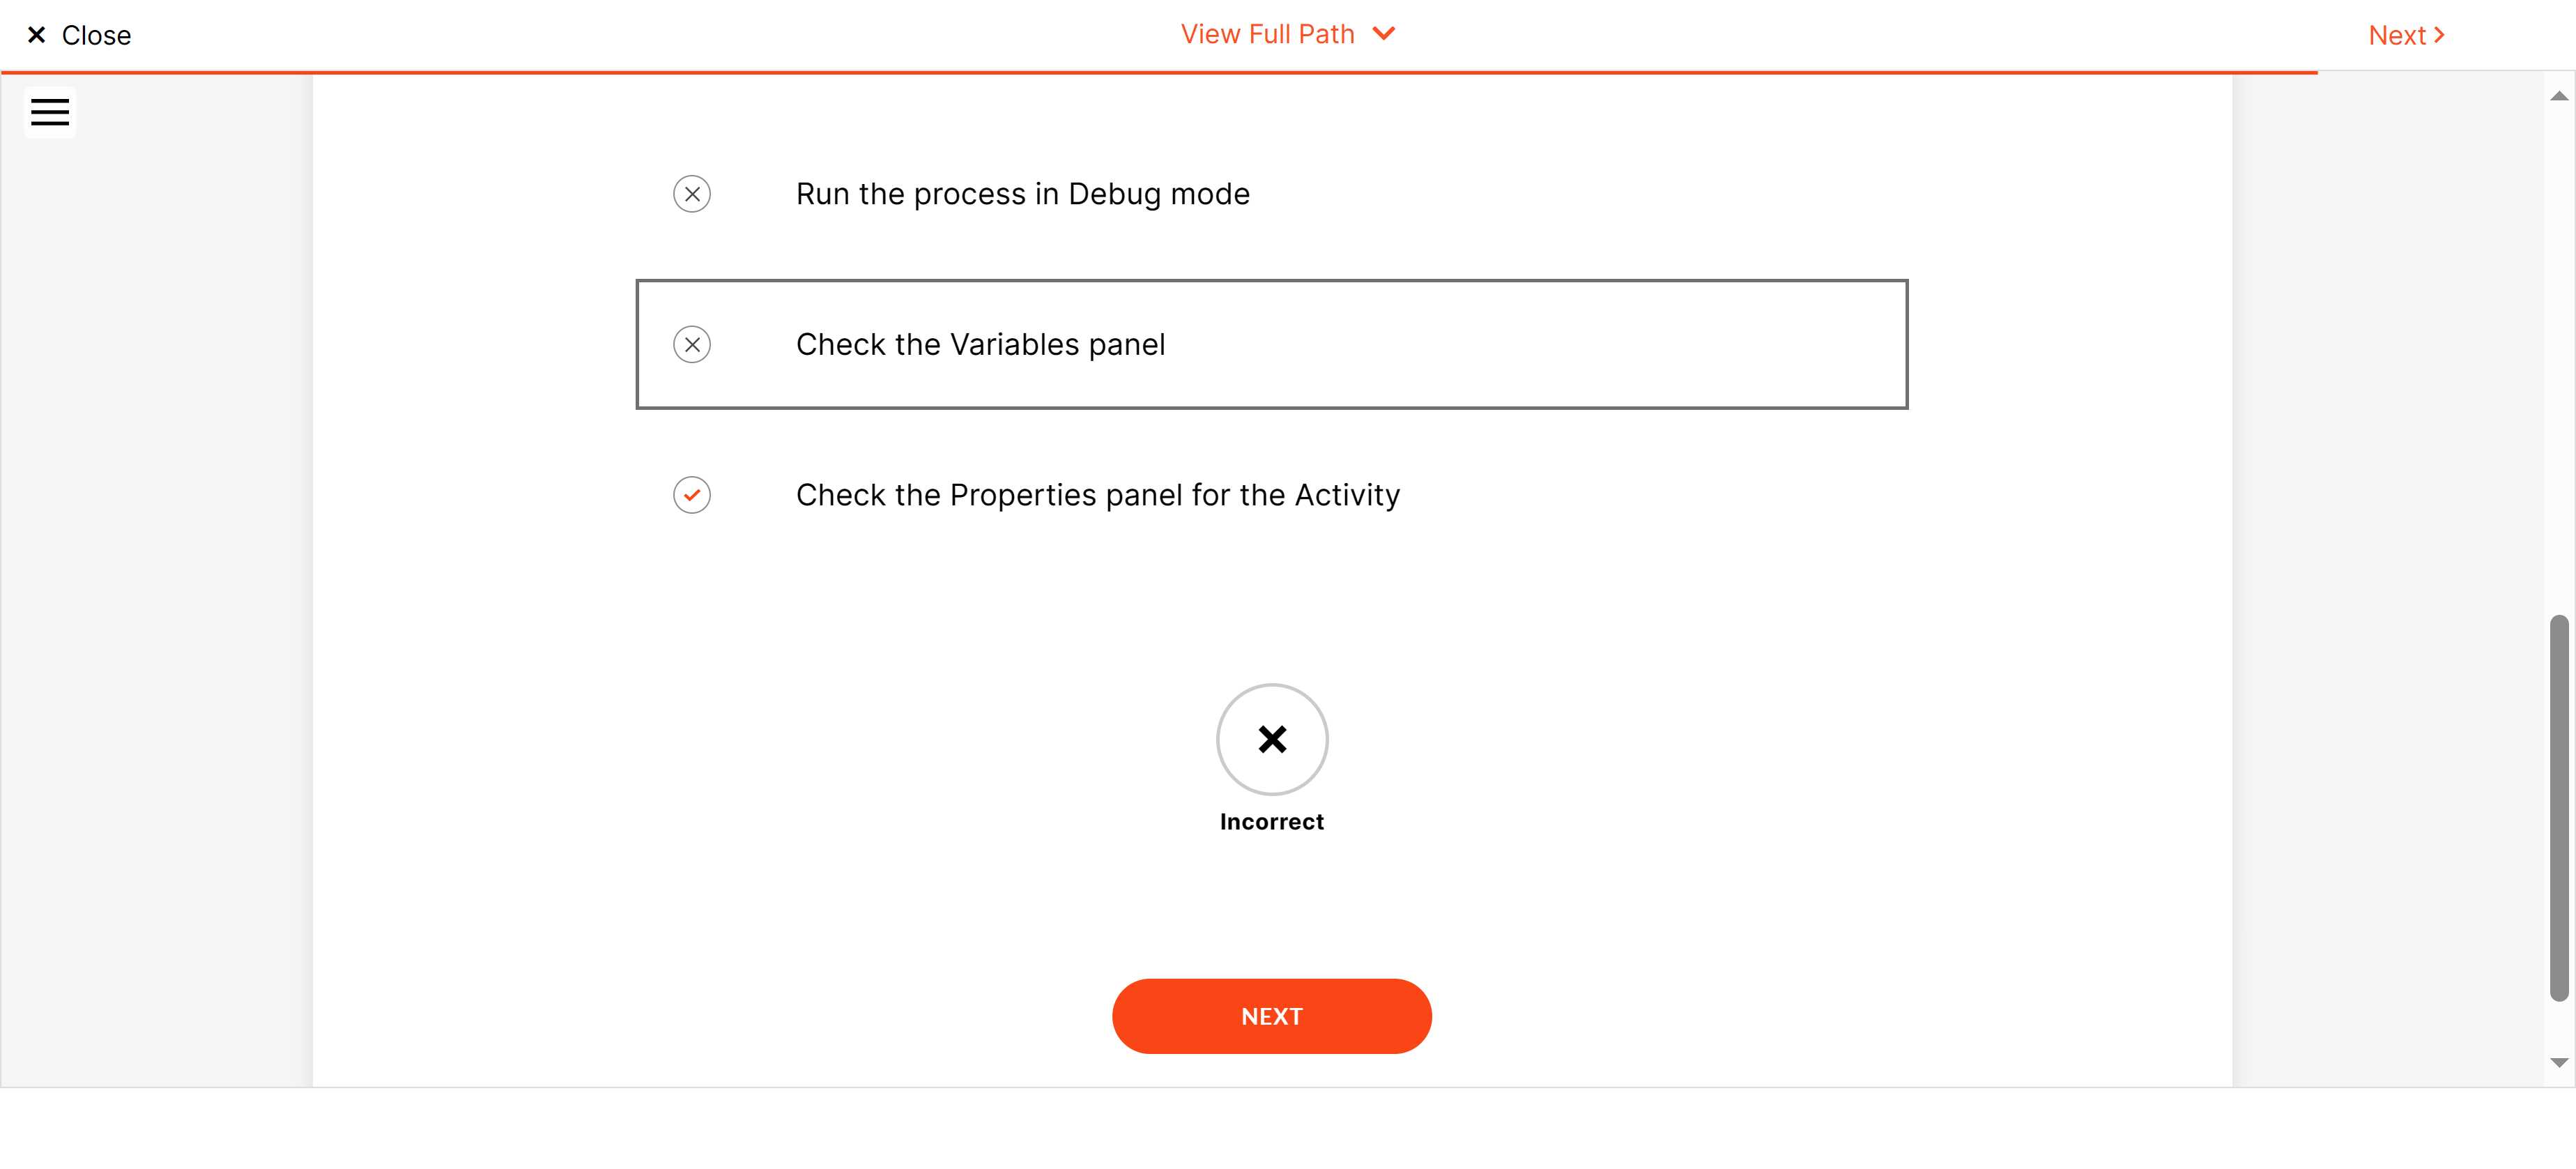 Close
View Full Path
Next
Run the process in Debug mode
Check the Variables panel
Check the Properties panel for the Activity
Incorrect
NEXT